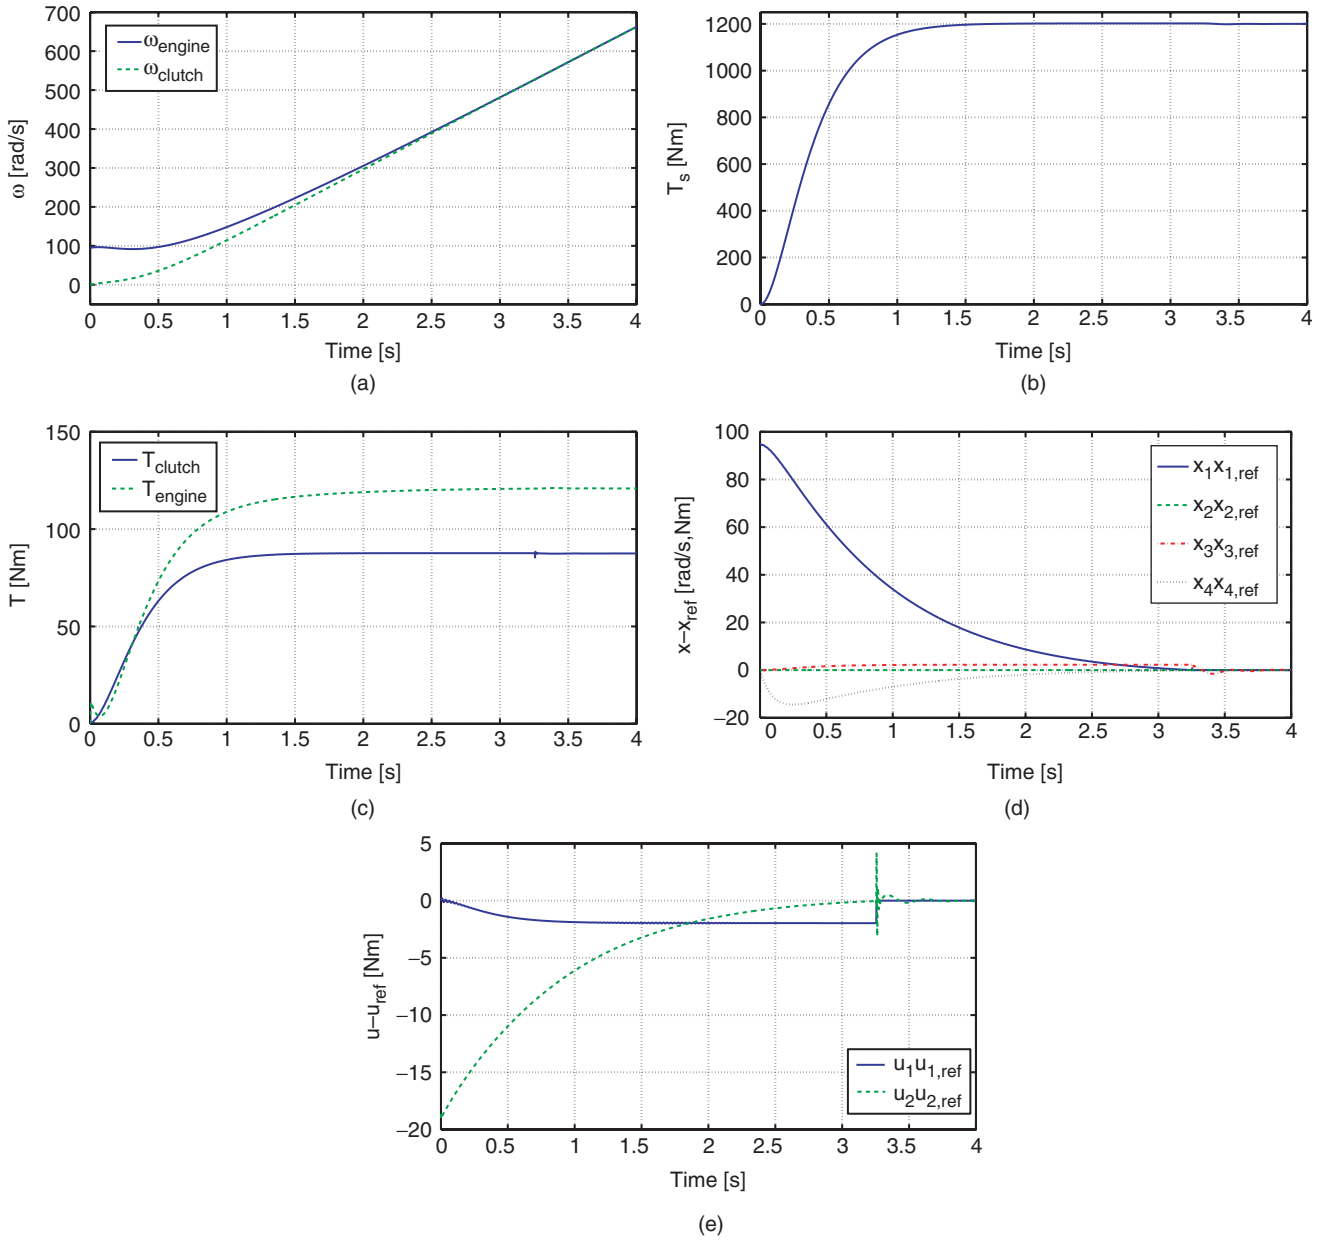 700
600
500
400
300
200
100
0
ω [rad/s]
ωengine
ωclutch
0 0.5 1 1.5 2 2.5 3 3.5 4
Time [s]
(a)
1200
1000
800
600
400
200
0
Ts [Nm]
0 0.5 1 1.5 2 2.5 3 3.5 4
Time [s]
(b)
150
100
50
0
T [Nm]
Tclutch
Tengine
0 0.5 1 1.5 2 2.5 3 3.5 4
Time [s]
(c)
100
80
60
40
20
0
−20
x−xref [rad/s,Nm]
x1x1,ref
x2x2,ref
x3x3,ref
x4x4,ref
0 0.5 1 1.5 2 2.5 3 3.5 4
Time [s]
(d)
5
0
−5
−10
−15
−20
u−uref [Nm]
u1u1,ref
u2u2,ref
0 0.5 1 1.5 2 2.5 3 3.5 4
Time [s]
(e)